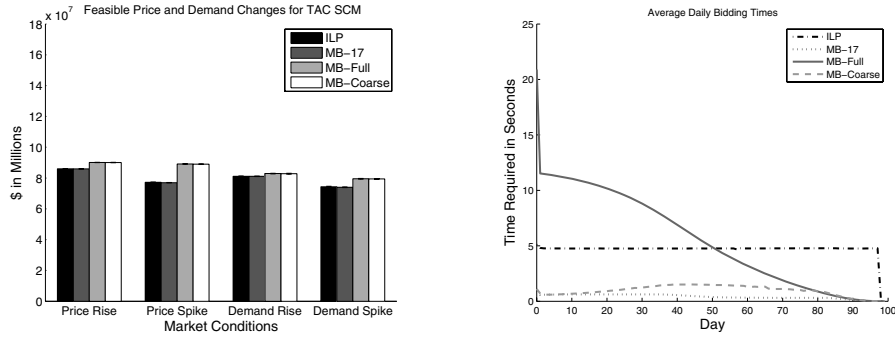 Feasible Price and Demand Changes for TAC SCM
x 10^7
18
16
14
12
10
8
6
4
2
0
$ in Millions
ILP
MB-17
MB-Full
MB-Coarse
Price Rise
Price Spike
Demand Rise
Demand Spike
Market Conditions
Average Daily Bidding Times
25
20
15
10
5
0
Time Required in Seconds
ILP
MB-17
MB-Full
MB-Coarse
0
10
20
30
40
50
60
70
80
90
100
Day